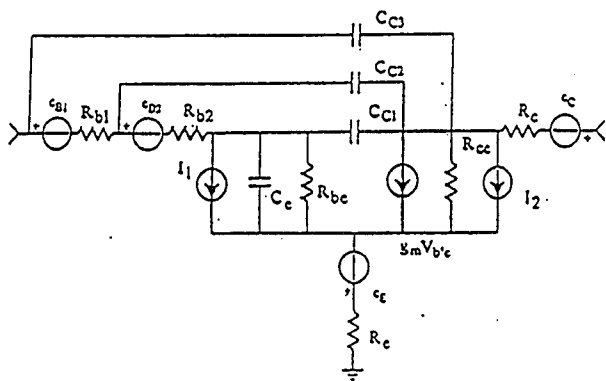 C_C3
C_C2
e_B1
R_b1
e_B2
R_b2
C_C1
R_c
e_C
I_1
C_e
R_be
R_ce
I_2
g_mV_b'e
e_E
R_e